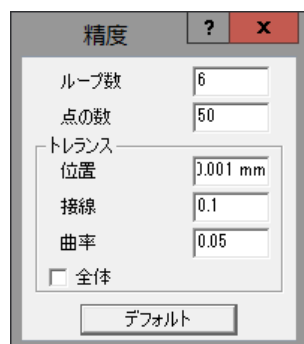 精度 ? x
ループ数 6
点の数 50
トレランス
位置 0.001 mm
接線 0.1
曲率 0.05
全体
デフォルト